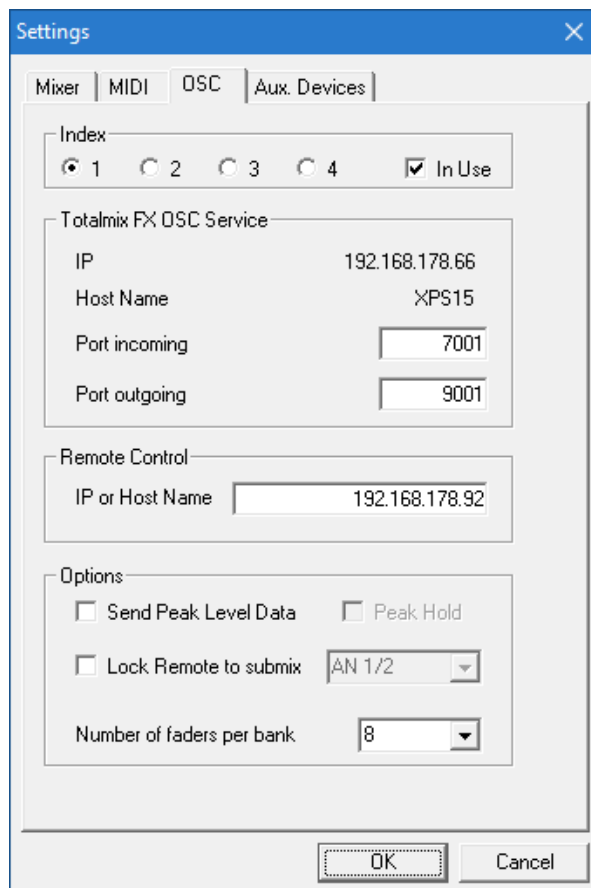 Settings
Mixer MIDI OSC Aux. Devices
Index
1 2 3 4 In Use
Totalmix FX OSC Service
IP 192.168.178.66
Host Name XPS15
Port incoming 7001
Port outgoing 9001
Remote Control
IP or Host Name 192.168.178.92
Options
Send Peak Level Data Peak Hold
Lock Remote to submix AN 1/2
Number of faders per bank 8
OK Cancel